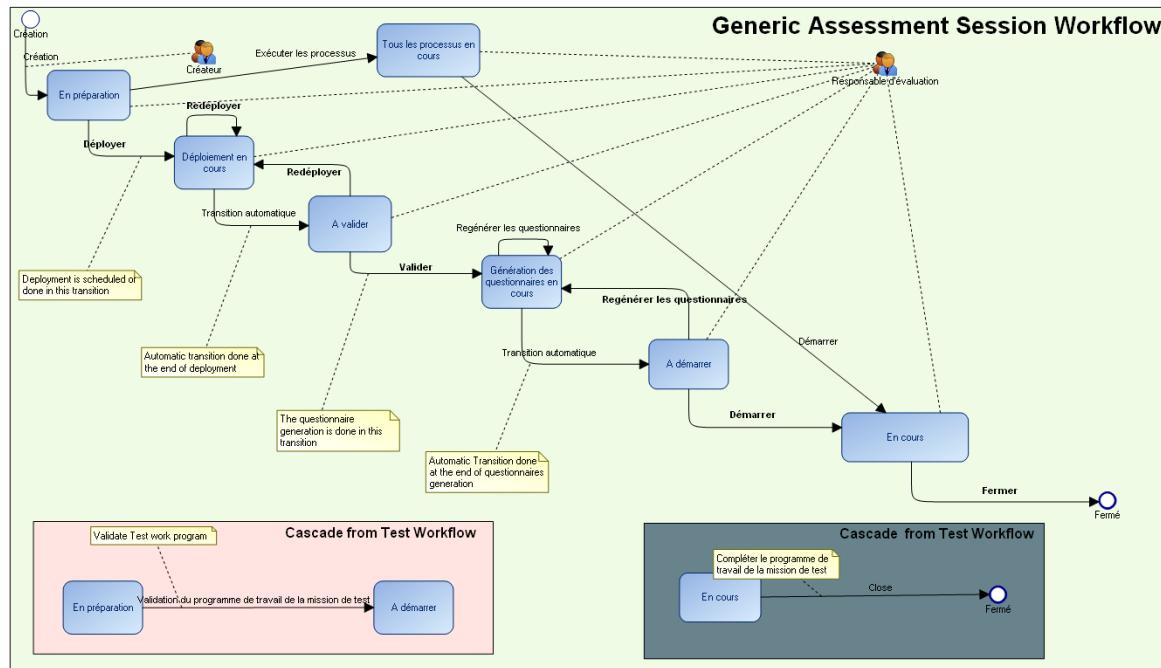 Generic Assessment Session Workflow
Création
Création
Créateur
Exécuter les processus
Tous les processus en
cours
Responsable d'évaluation
En préparation
Redéployer
Déployer
Déploiement en
cours
Redéployer
Transition automatique
A valider
Regénérer les questionnaires
Valider
Génération des
questionnaires en
cours
Deployment is scheduled of
done in this transition
Regénérer les questionnaires
Automatic transition done at
the end of deployment
Transition automatique
A démarrer
Démarrer
The questionnaire
generation is done in this
transition
Démarrer
En cours
Automatic Transition done
at the end of questionnaires
generation
Fermer
Fermé
Cascade from Test Workflow
Validate Test work program
En préparation
Validation du programme de travail de la mission de test
A démarrer
Cascade from Test Workflow
Compléter le programme de
travail de la mission de test
En cours
Close
Fermé